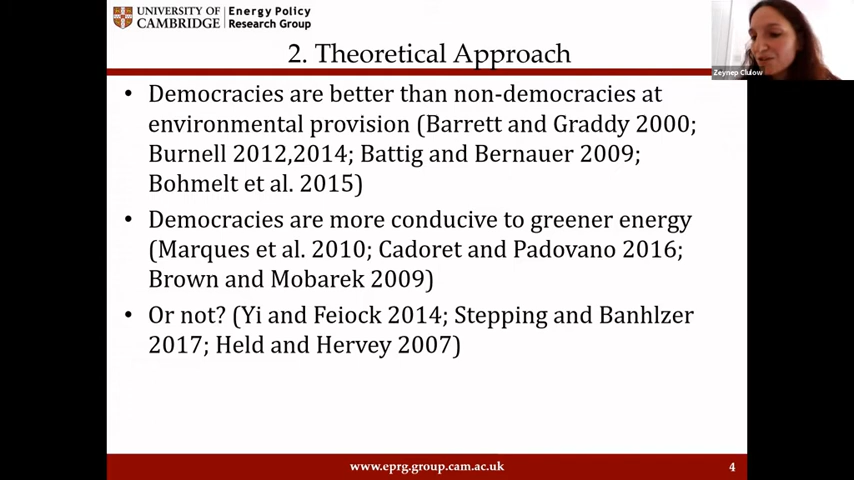 UNIVERSITY OF CAMBRIDGE
Energy Policy Research Group
2. Theoretical Approach
Zeynep Clulow
• Democracies are better than non-democracies at
environmental provision (Barrett and Graddy 2000;
Burnell 2012,2014; Battig and Bernauer 2009;
Bohmelt et al. 2015)
• Democracies are more conducive to greener energy
(Marques et al. 2010; Cadoret and Padovano 2016;
Brown and Mobarek 2009)
• Or not? (Yi and Feiock 2014; Stepping and Banhlzer
2017; Held and Hervey 2007)
www.eprg.group.cam.ac.uk
4